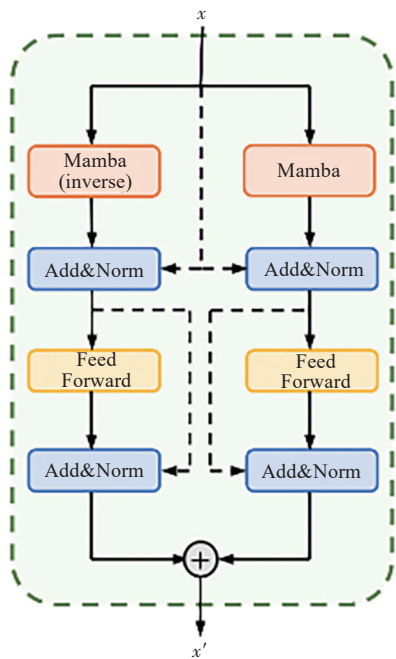 x
Mamba
(inverse)
Mamba
Add&Norm
Add&Norm
Feed
Forward
Feed
Forward
Add&Norm
Add&Norm
+
x′